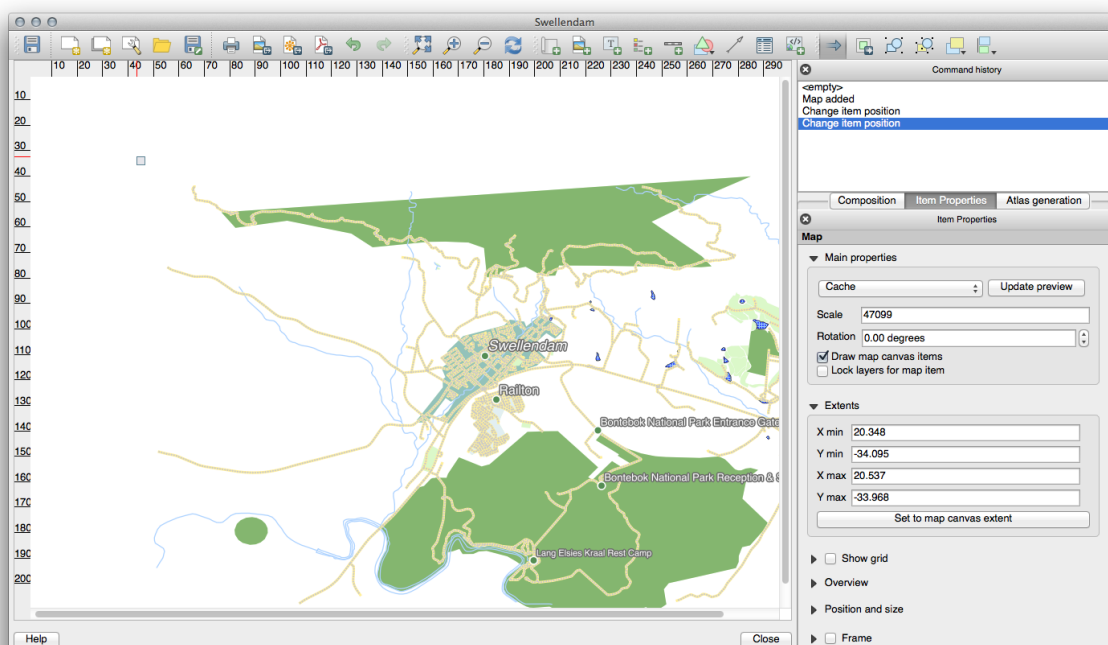 Swellendam
10 20 30 40 50 60 70 80 90 100 110 120 130 140 150 160 170 180 190 200 210 220 230 240 250 260 270 280 290
10
20
30
40
50
60
70
80
90
100
110
120
130
140
150
160
170
180
190
200
Swellendam
Railton
Bontebok National Park Entrance Gate
Bontebok National Park Reception &
Lang Elsies Kraal Rest Camp
Help
Close
Command history
<empty>
Map added
Change item position
Change item position
Composition
Item Properties
Atlas generation
Item Properties
Map
Main properties
Cache
Update preview
Scale 47099
Rotation 0.00 degrees
Draw map canvas items
Lock layers for map item
Extents
X min 20.348
Y min -34.095
X max 20.537
Y max -33.968
Set to map canvas extent
Show grid
Overview
Position and size
Frame